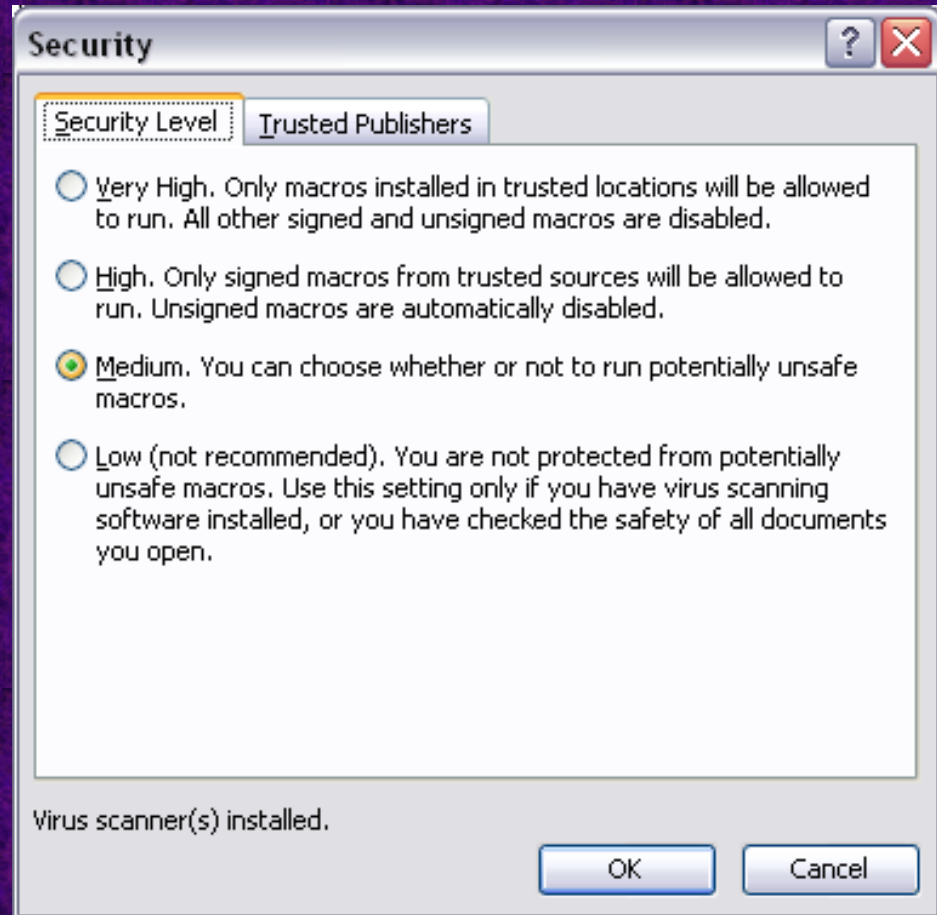 Security
?
Security Level
Trusted Publishers
Very High. Only macros installed in trusted locations will be allowed
to run. All other signed and unsigned macros are disabled.
High. Only signed macros from trusted sources will be allowed to
run. Unsigned macros are automatically disabled.
Medium. You can choose whether or not to run potentially unsafe
macros.
Low (not recommended). You are not protected from potentially
unsafe macros. Use this setting only if you have virus scanning
software installed, or you have checked the safety of all documents
you open.
Virus scanner(s) installed.
OK
Cancel